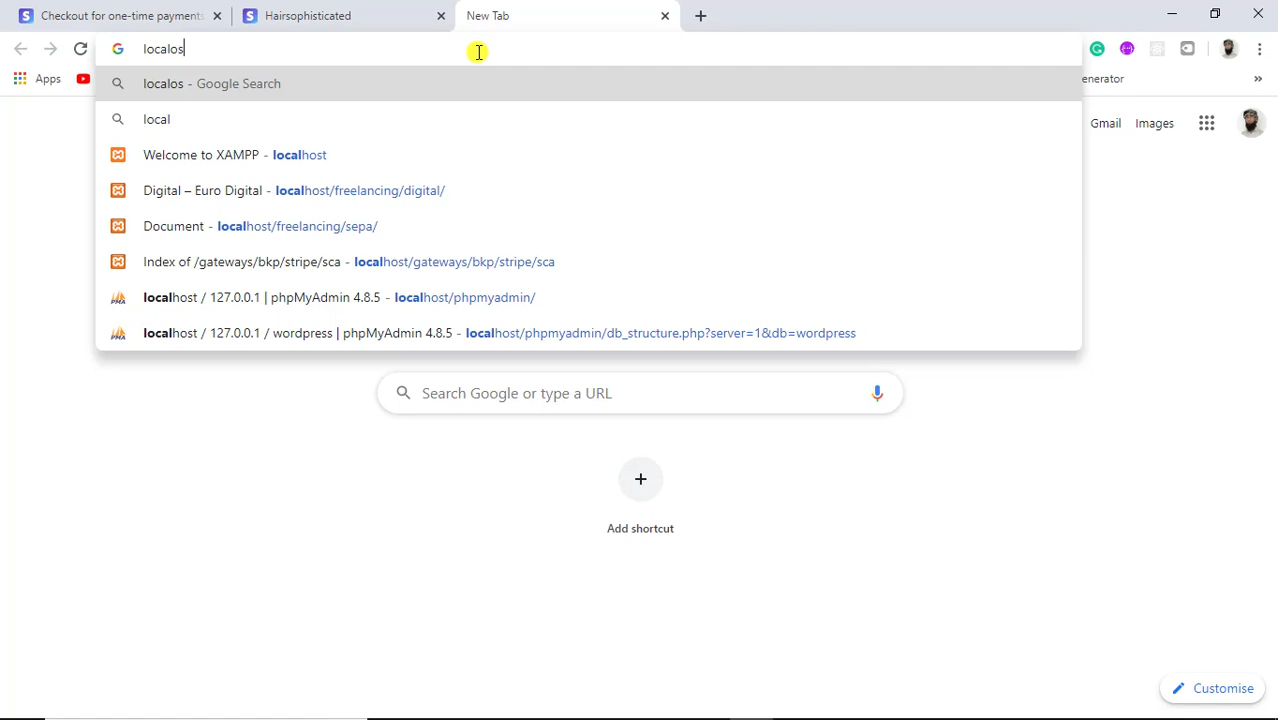 Checkout for one-time payments
Hairsophisticated
New Tab
localos
Apps
enerator
localos - Google Search
local
Welcome to XAMPP - localhost
Digital – Euro Digital - localhost/freelancing/digital/
Document - localhost/freelancing/sepa/
Index of /gateways/bkp/stripe/sca - localhost/gateways/bkp/stripe/sca
localhost / 127.0.0.1 | phpMyAdmin 4.8.5 - localhost/phpmyadmin/
localhost / 127.0.0.1 / wordpress | phpMyAdmin 4.8.5 - localhost/phpmyadmin/db_structure.php?server=1&db=wordpress
Gmail
Images
Search Google or type a URL
Add shortcut
Customise